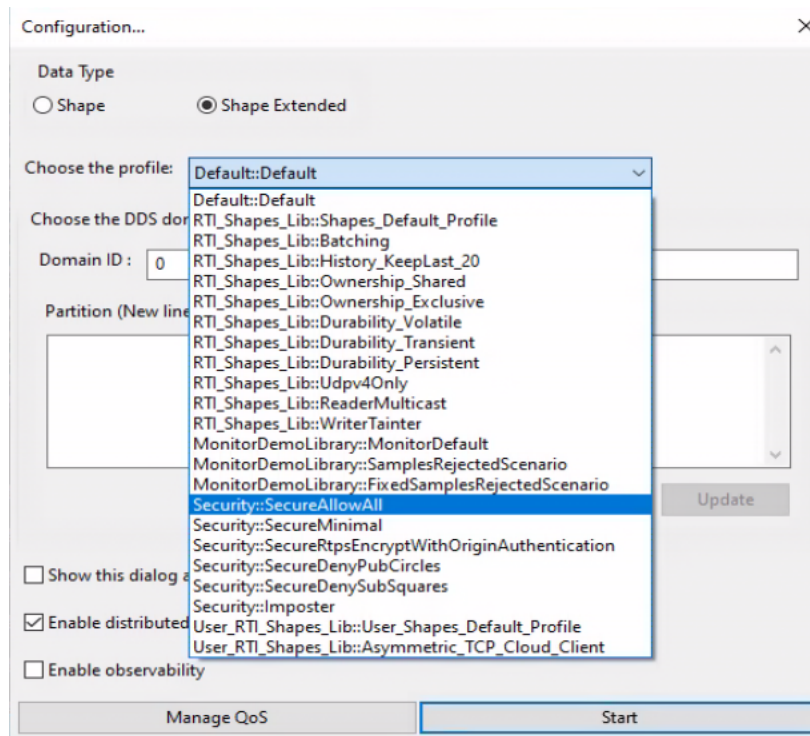 Configuration...
Data Type
Shape
Shape Extended
Choose the profile:
Default::Default
Default::Default
RTI_Shapes_Lib::Shapes_Default_Profile
RTI_Shapes_Lib::Batching
RTI_Shapes_Lib::History_KeepLast_20
RTI_Shapes_Lib::Ownership_Shared
RTI_Shapes_Lib::Ownership_Exclusive
RTI_Shapes_Lib::Durability_Volatile
RTI_Shapes_Lib::Durability_Transient
RTI_Shapes_Lib::Durability_Persistent
RTI_Shapes_Lib::Udpv4Only
RTI_Shapes_Lib::ReaderMulticast
RTI_Shapes_Lib::WriterTainter
MonitorDemoLibrary::MonitorDefault
MonitorDemoLibrary::SamplesRejectedScenario
MonitorDemoLibrary::FixedSamplesRejectedScenario
Security::SecureAllowAll
Security::SecureMinimal
Security::SecureRtpsEncryptWithOriginAuthentication
Security::SecureDenyPubCircles
Security::SecureDenySubSquares
Security::Imposter
User_RTI_Shapes_Lib::User_Shapes_Default_Profile
User_RTI_Shapes_Lib::Asymmetric_TCP_Cloud_Client
Choose the DDS dor
Domain ID : 0
Partition (New line
Update
Show this dialog a
Enable distributed
Enable observability
Manage QoS
Start